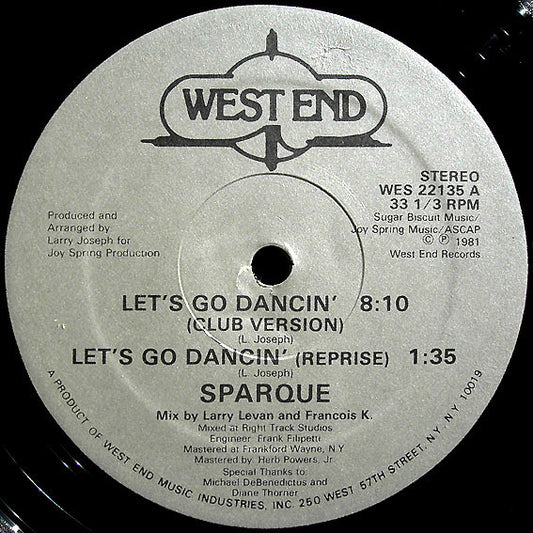 WEST END
STEREO
WES 22135 A
33 1/3 RPM
Sugar Biscuit Music/
Joy Spring Music/ASCAP
© ℗ 1981
West End Records
Produced and
Arranged by
Larry Joseph for
Joy Spring Production
LET'S GO DANCIN' 8:10
(CLUB VERSION)
(L. Joseph)
LET'S GO DANCIN' (REPRISE) 1:35
(L. Joseph)
SPARQUE
Mix by Larry Levan and Francois K.
Mixed at Right Track Studios
Engineer: Frank Filipetti
Mastered at Frankford Wayne, N.Y.
Mastered by: Herb Powers, Jr.
Special Thanks to:
Michael DeBenedictus and
Diane Thorner
A PRODUCT OF WEST END MUSIC INDUSTRIES, INC. 250 WEST 57TH STREET, N.Y. N.Y. 10019